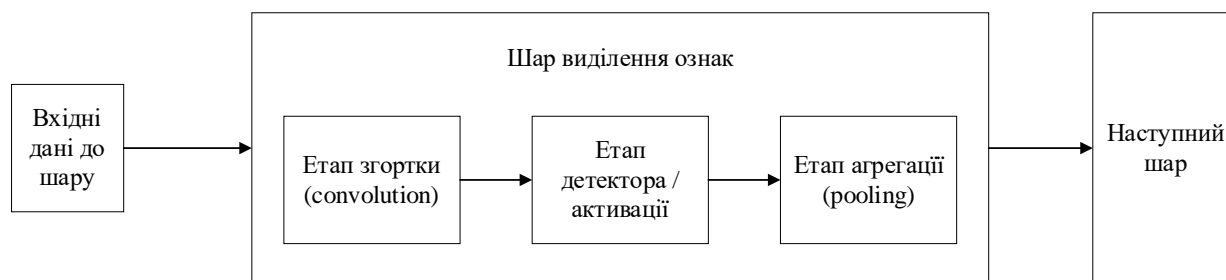 Шар виділення ознак
Вхідні
дані до
шару
Етап згортки
(convolution)
Етап
детектора /
активації
Етап агрегації
(pooling)
Наступний
шар